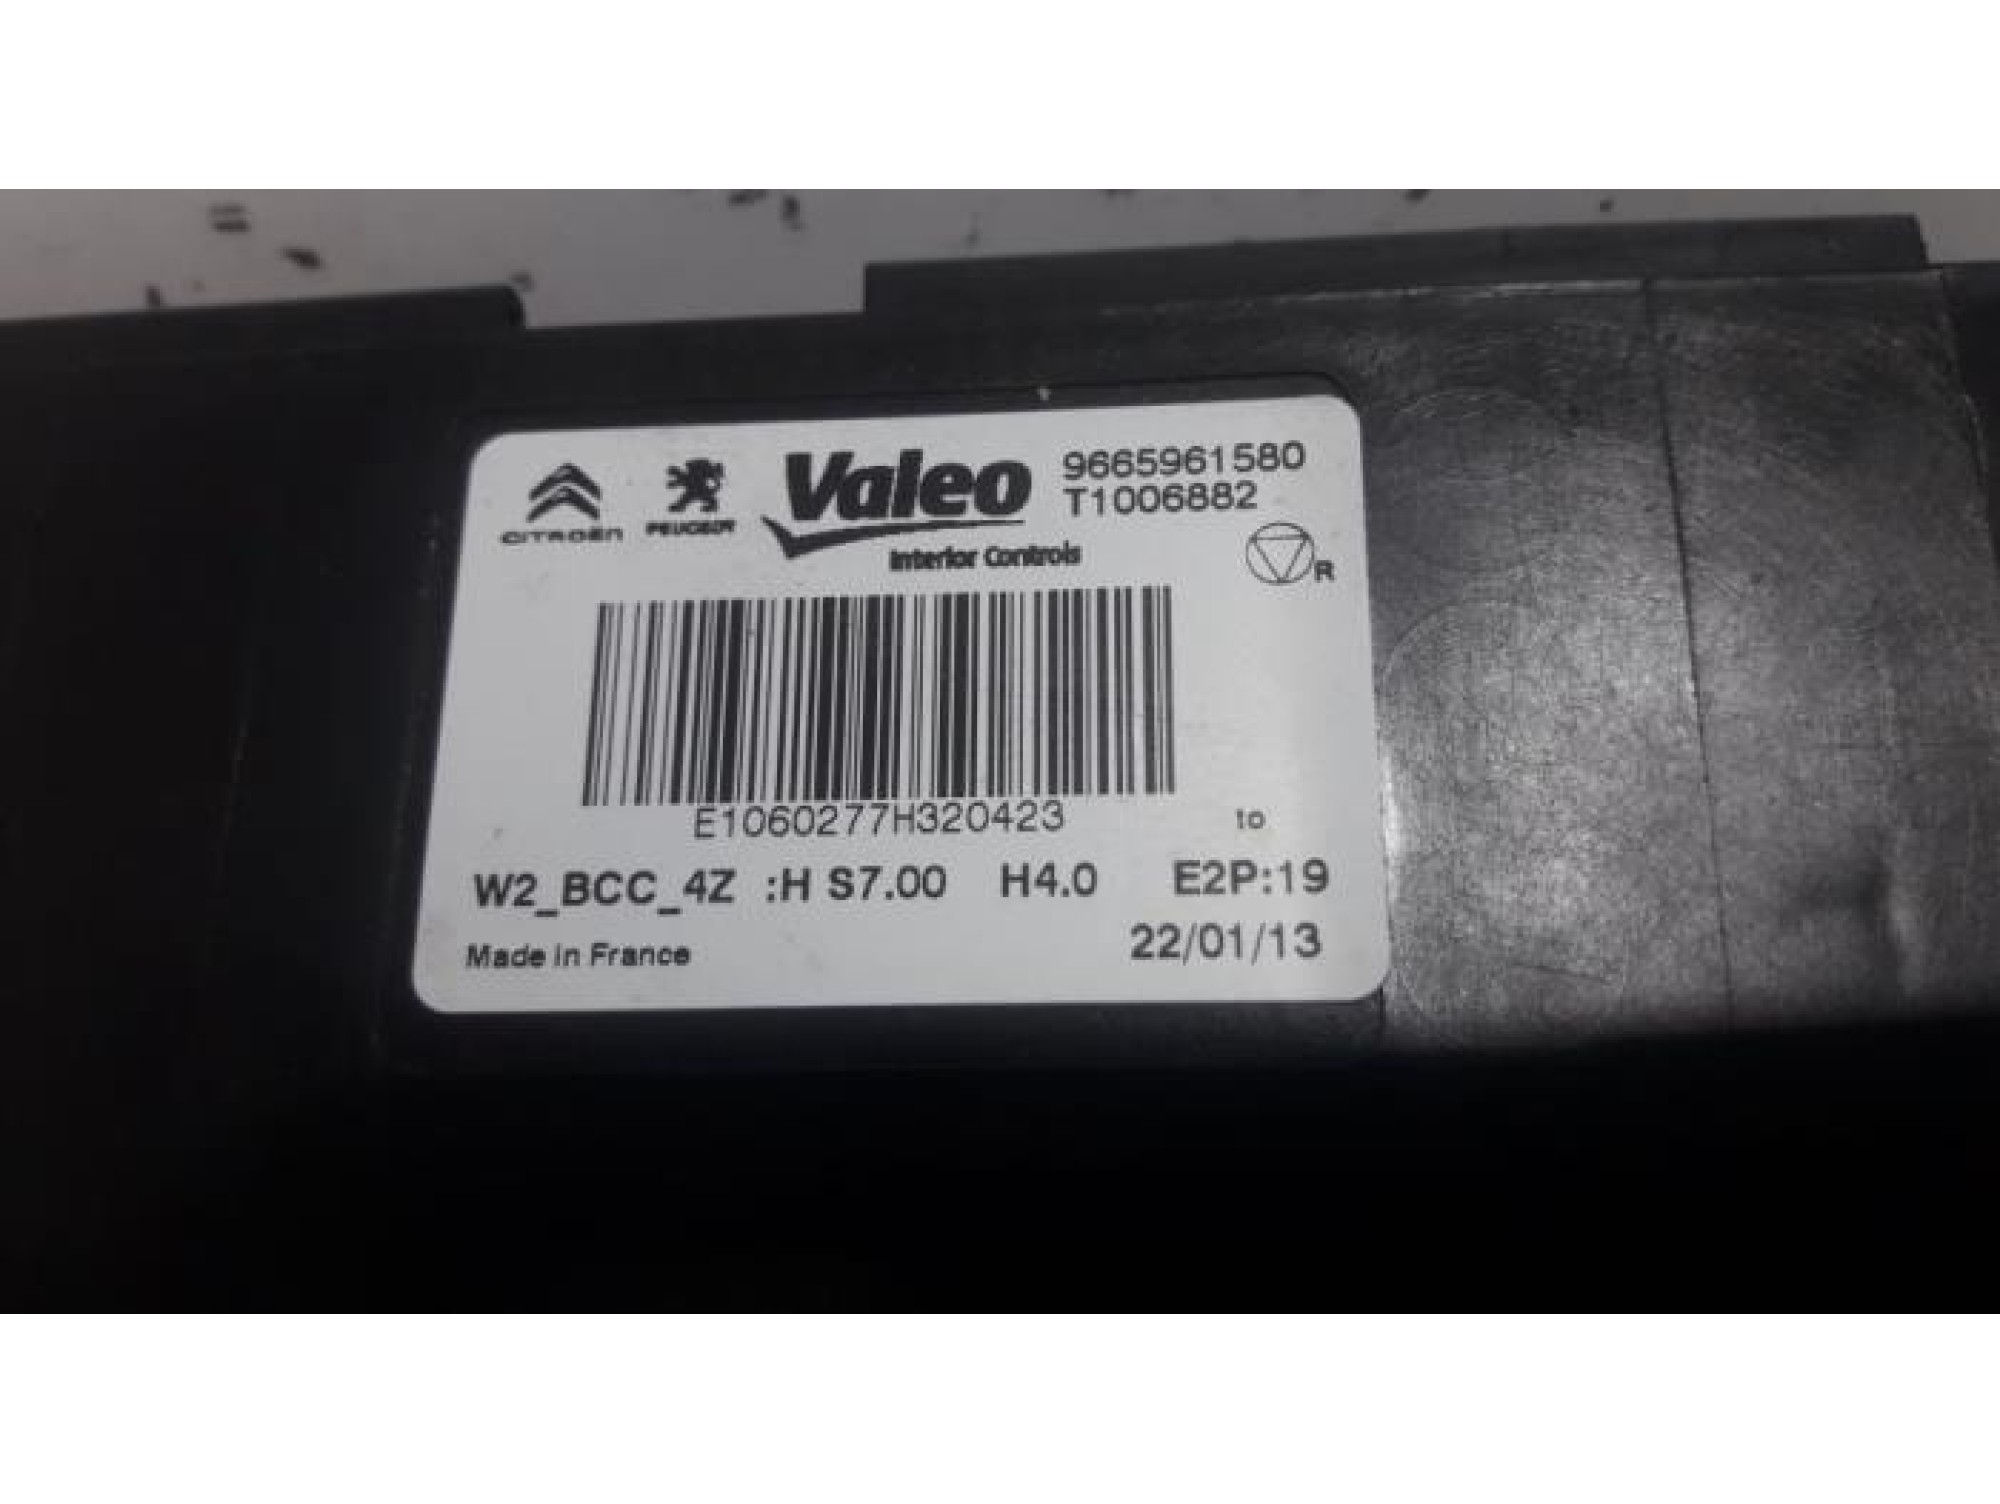 CITROËN PEUGEOT Valeo 9665961580
T1006882
Interior Controls
R
E1060277H320423 to
W2_BCC_4Z :H S7.00 H4.0 E2P:19
Made in France 22/01/13